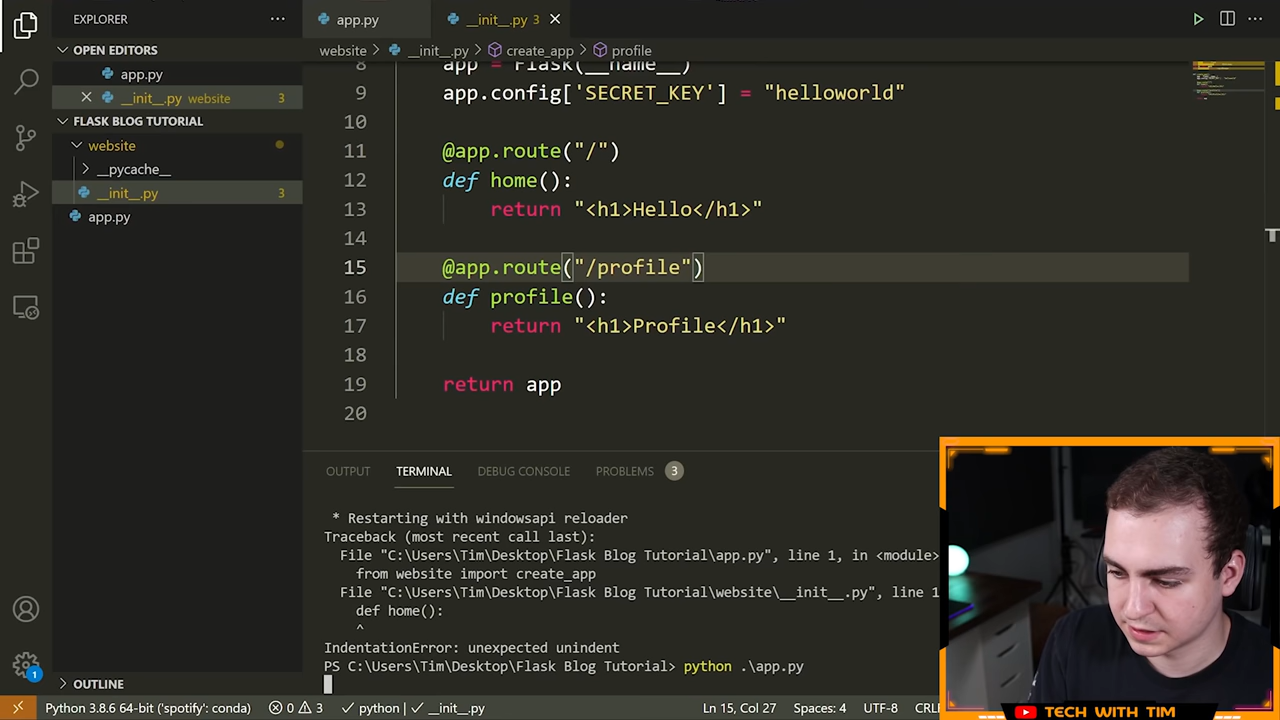 EXPLORER
OPEN EDITORS
app.py
__init__.py website 3
FLASK BLOG TUTORIAL
website
__pycache__
__init__.py 3
app.py
OUTLINE
app.py
__init__.py 3
website > __init__.py > create_app > profile
8 app = Flask(__name__)
9 app.config['SECRET_KEY'] = "helloworld"
10
11 @app.route("/")
12 def home():
13 return "<h1>Hello</h1>"
14
15 @app.route("/profile")
16 def profile():
17 return "<h1>Profile</h1>"
18
19 return app
20
OUTPUT TERMINAL DEBUG CONSOLE PROBLEMS 3
* Restarting with windowsapi reloader
Traceback (most recent call last):
File "C:\Users\Tim\Desktop\Flask Blog Tutorial\app.py", line 1, in <module>
from website import create_app
File "C:\Users\Tim\Desktop\Flask Blog Tutorial\website\__init__.py", line 1
def home():
^
IndentationError: unexpected unindent
PS C:\Users\Tim\Desktop\Flask Blog Tutorial> python .\app.py
1
Python 3.8.6 64-bit ('spotify': conda) 0 3 python | ✓ __init__.py Ln 15, Col 27 Spaces: 4 UTF-8 CRL
TECH WITH TIM